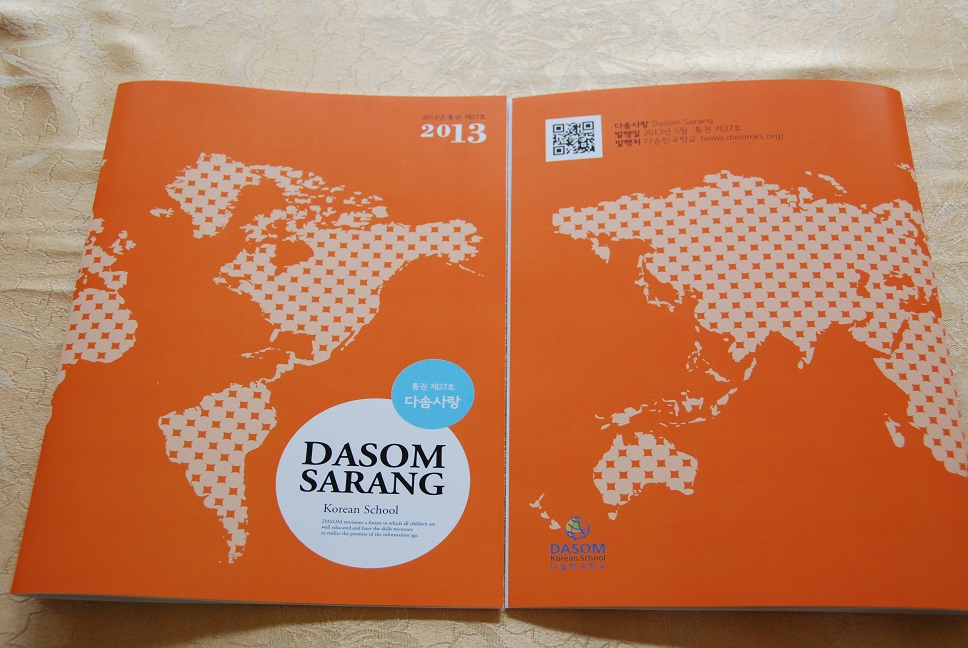 2013년 통권 제27호
2013
통권 제27호
다솜사랑
DASOM
SARANG
Korean School
DASOM envisions a future in which all children are
well educated and have the skills necessary
to realize the promise of the information age.
다솜사랑 Dasom Sarang
발행일 2013년 5월 통권 제27호
발행처 다솜한국학교 (www.dasomks.org)
DASOM
Korean School
다솜한국학교